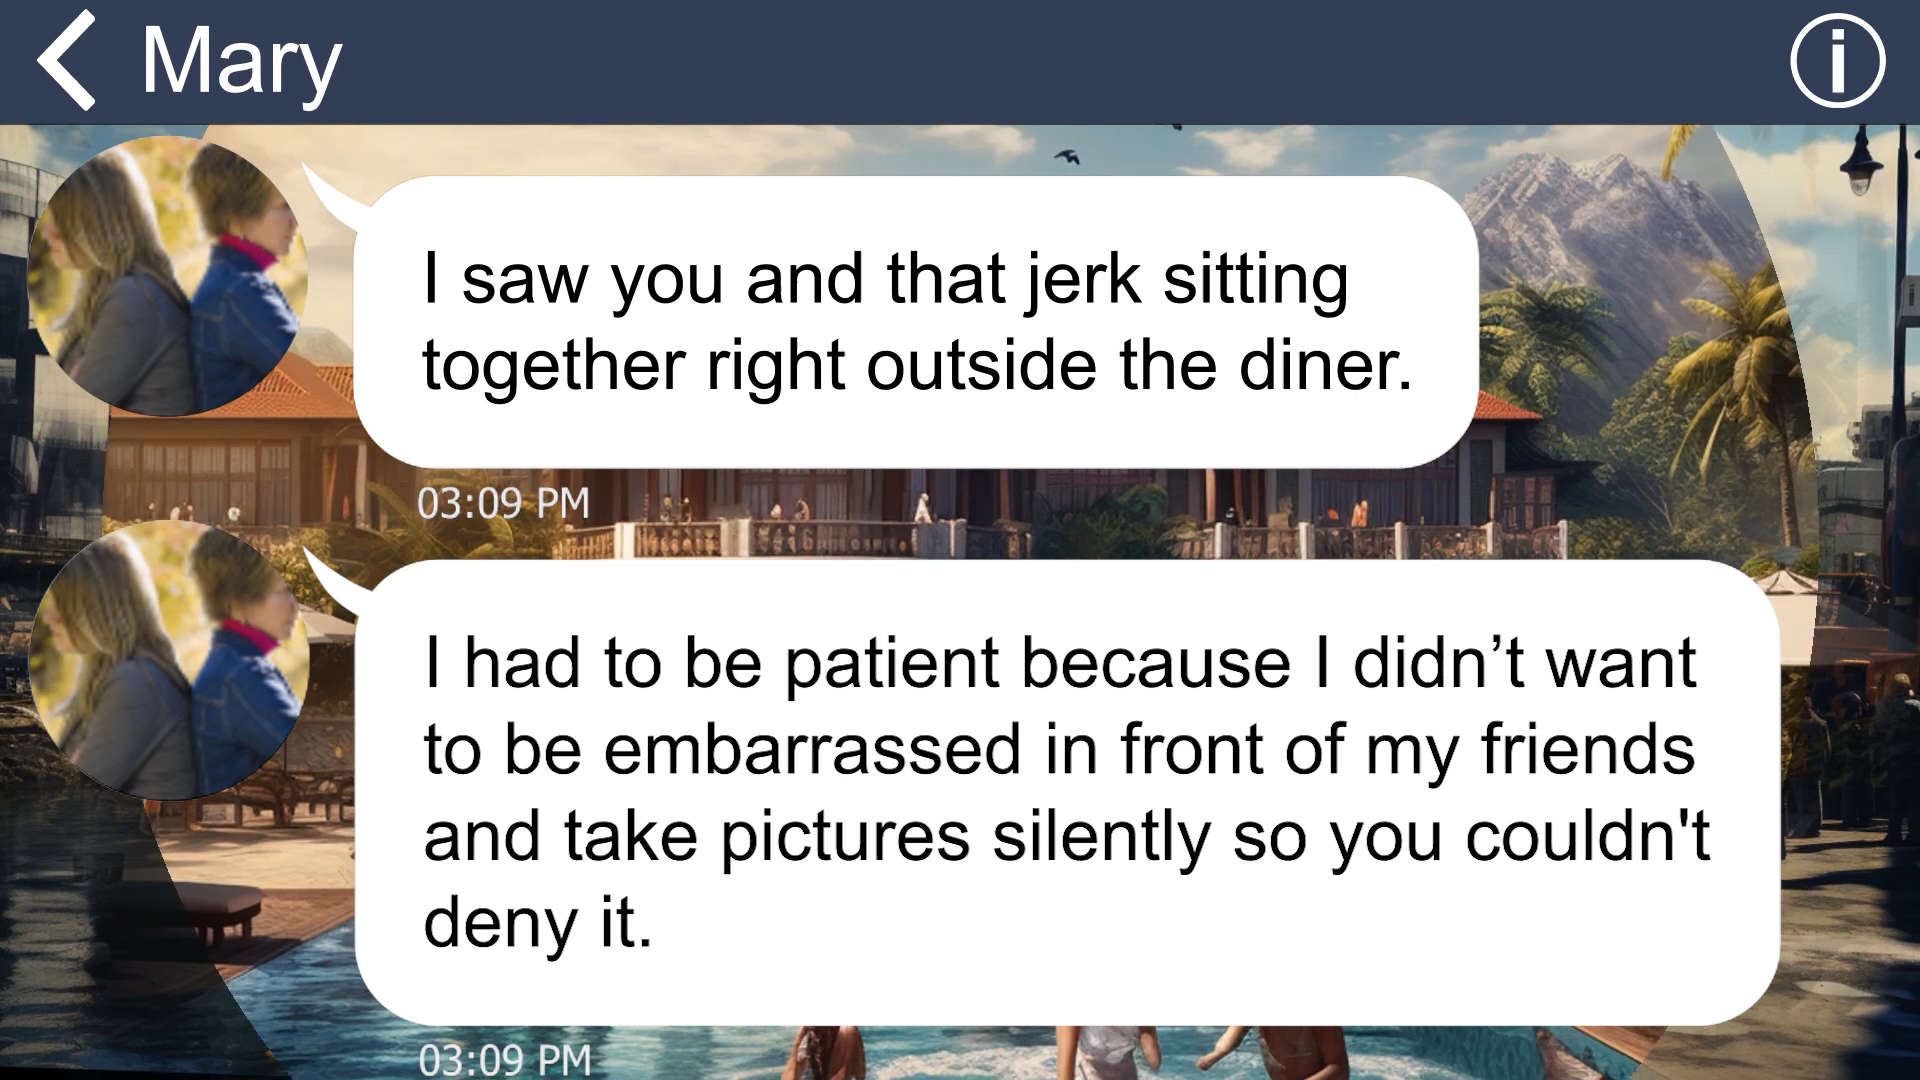 Mary
I saw you and that jerk sitting
together right outside the diner.
03:09 PM
I had to be patient because I didn’t want
to be embarrassed in front of my friends
and take pictures silently so you couldn't
deny it.
03:09 PM